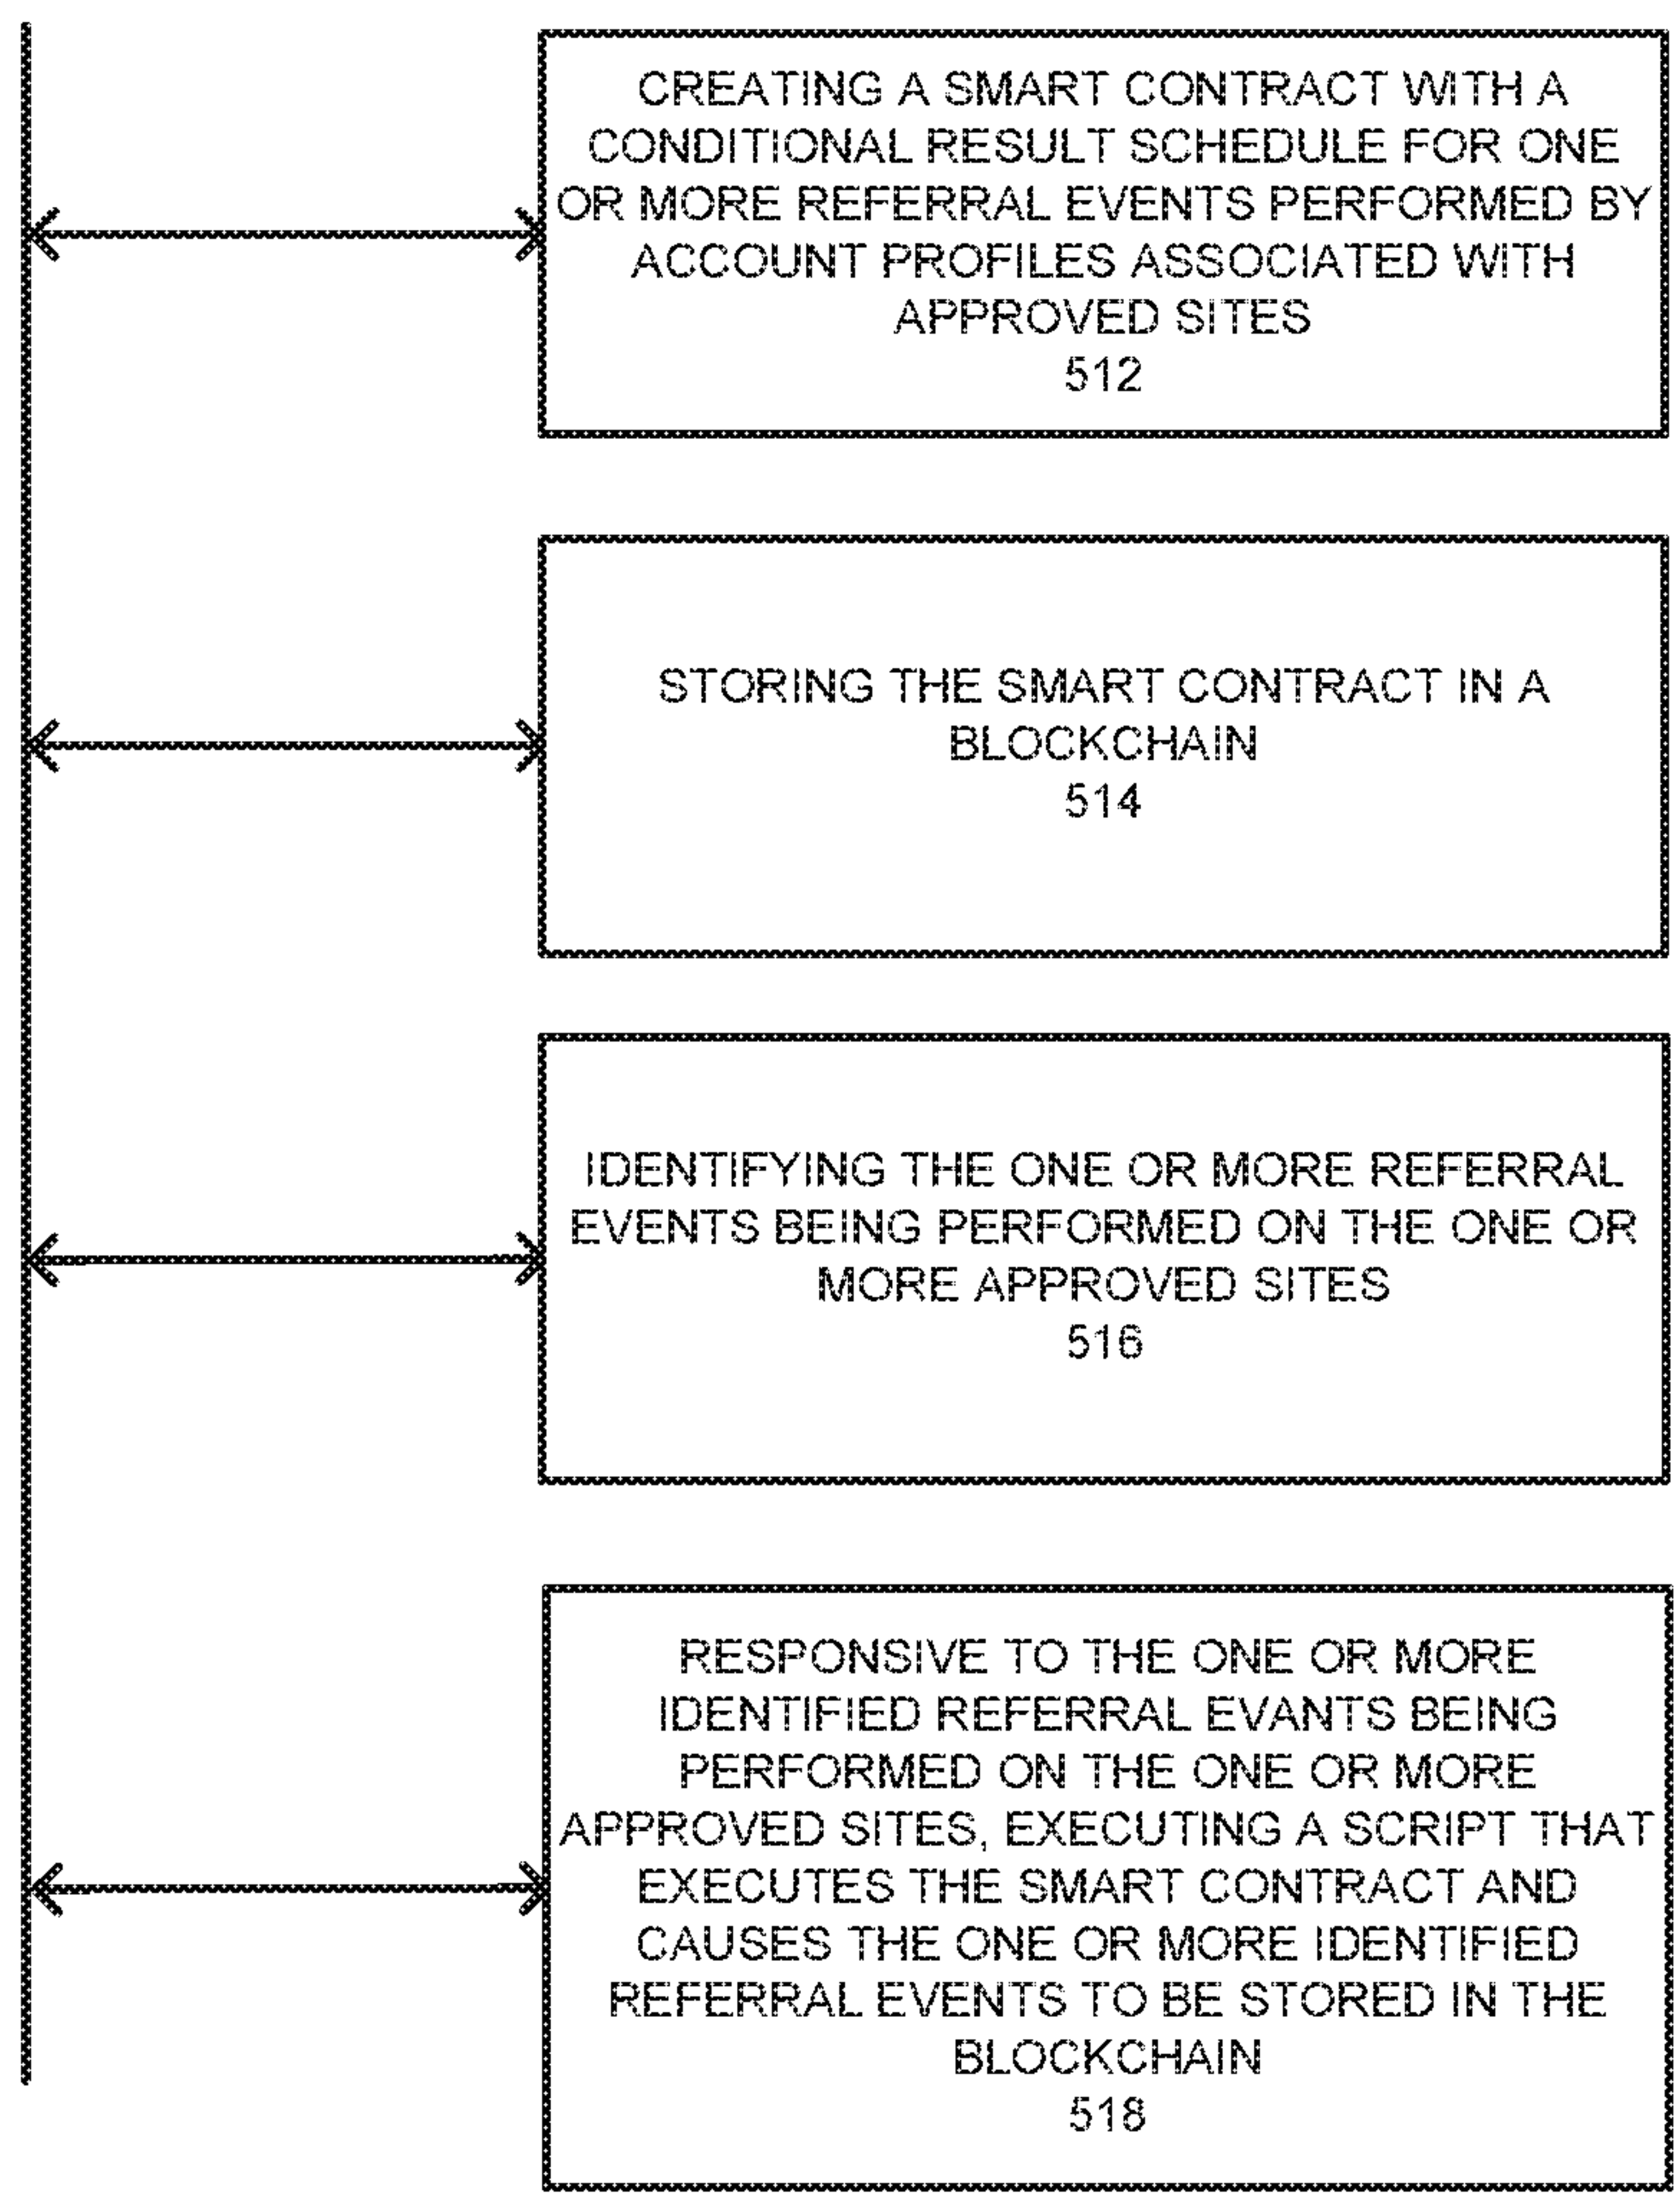 CREATING A SMART CONTRACT WITH A
CONDITIONAL RESULT SCHEDULE FOR ONE
OR MORE REFERRAL EVENTS PERFORMED BY
ACCOUNT PROFILES ASSOCIATED WITH
APPROVED SITES
512
STORING THE SMART CONTRACT IN A
BLOCKCHAIN
514
IDENTIFYING THE ONE OR MORE REFERRAL
EVENTS BEING PERFORMED ON THE ONE OR
MORE APPROVED SITES
516
RESPONSIVE TO THE ONE OR MORE
IDENTIFIED REFERRAL EVANTS BEING
PERFORMED ON THE ONE OR MORE
APPROVED SITES, EXECUTING A SCRIPT THAT
EXECUTES THE SMART CONTRACT AND
CAUSES THE ONE OR MORE IDENTIFIED
REFERRAL EVENTS TO BE STORED IN THE
BLOCKCHAIN
518